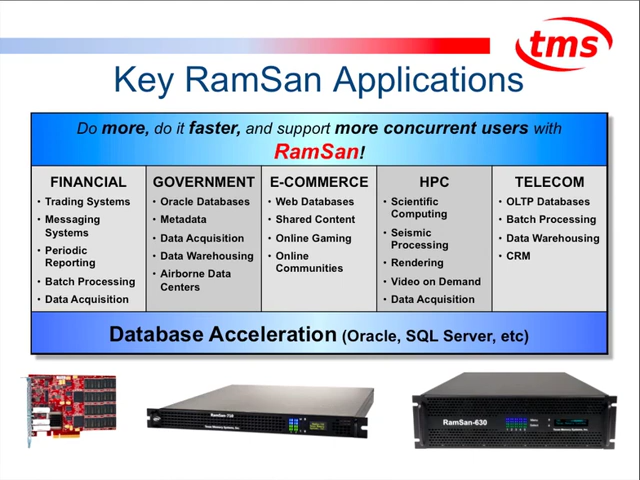 tms
Key RamSan Applications
Do more, do it faster, and support more concurrent users with
RamSan!
FINANCIAL
• Trading Systems
• Messaging
Systems
• Periodic
Reporting
• Batch Processing
• Data Acquisition
GOVERNMENT
• Oracle Databases
• Metadata
• Data Acquisition
• Data Warehousing
• Airborne Data
Centers
E-COMMERCE
• Web Databases
• Shared Content
• Online Gaming
• Online
Communities
HPC
• Scientific
Computing
• Seismic
Processing
• Rendering
• Video on Demand
• Data Acquisition
TELECOM
• OLTP Databases
• Batch Processing
• Data Warehousing
• CRM
Database Acceleration (Oracle, SQL Server, etc)
RamSan-630